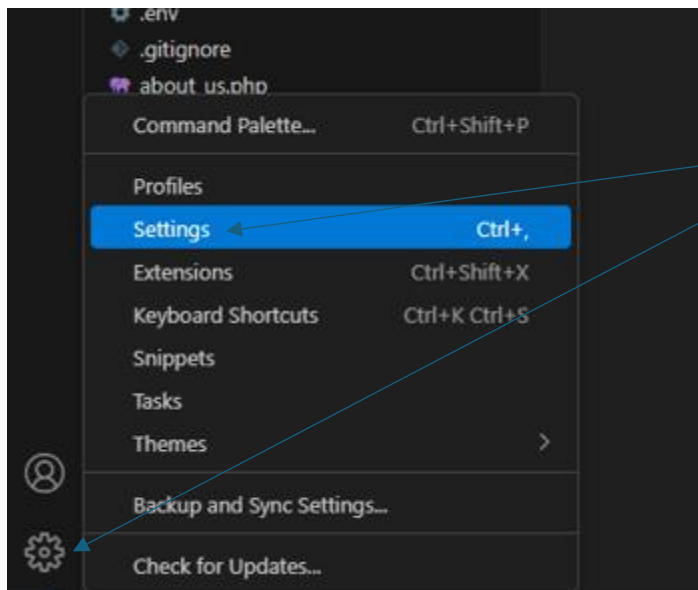 .env
.gitignore
about_us.php
Command Palette... Ctrl+Shift+P
Profiles
Settings Ctrl+,
Extensions Ctrl+Shift+X
Keyboard Shortcuts Ctrl+K Ctrl+S
Snippets
Tasks
Themes
Backup and Sync Settings...
Check for Updates...